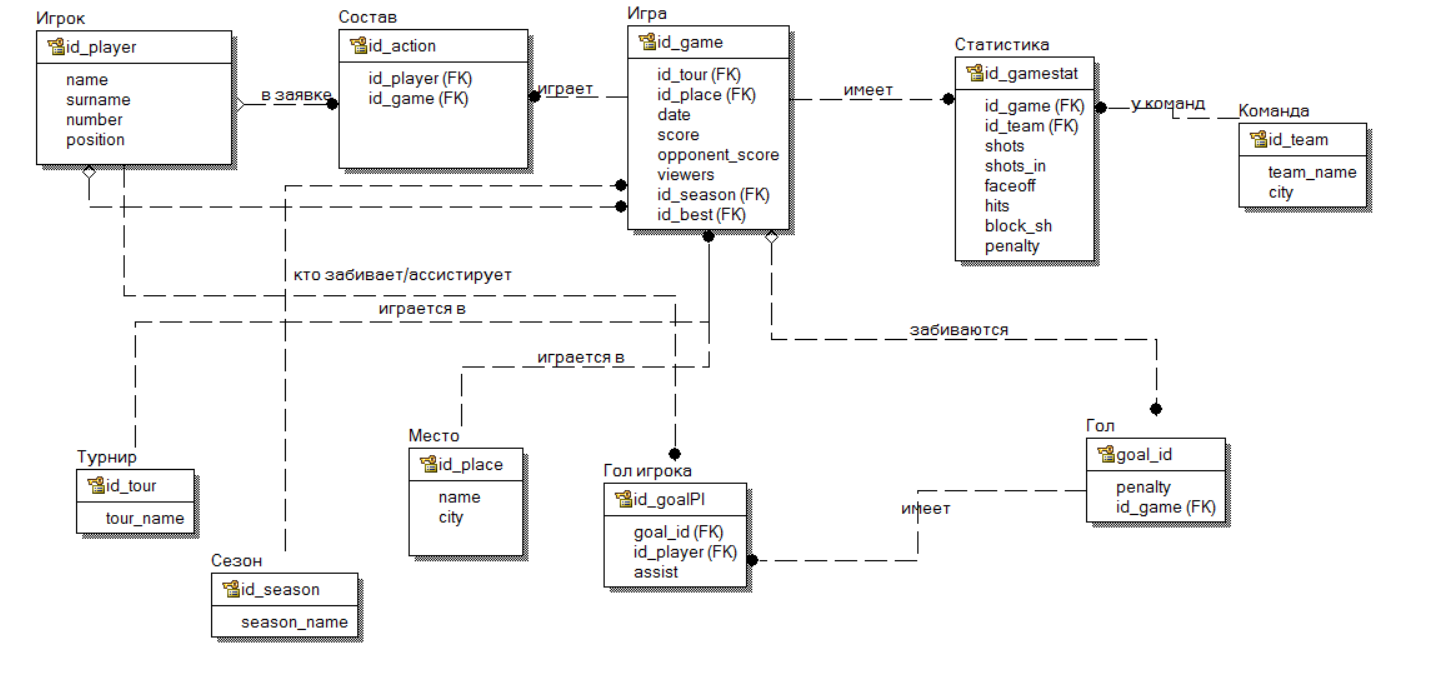 Игрок
id_player
name
surname
number
position
в заявке
Состав
id_action
id_player (FK)
id_game (FK)
играет
Игра
id_game
id_tour (FK)
id_place (FK)
date
score
opponent_score
viewers
id_season (FK)
id_best (FK)
имеет
Статистика
id_gamestat
id_game (FK)
id_team (FK)
shots
shots_in
faceoff
hits
block_sh
penalty
у команд
Команда
id_team
team_name
city
кто забивает/ассистирует
играется в
играется в
забиваются
Турнир
id_tour
tour_name
Сезон
id_season
season_name
Место
id_place
name
city
Гол игрока
id_goalPl
goal_id (FK)
id_player (FK)
assist
имеет
Гол
goal_id
penalty
id_game (FK)